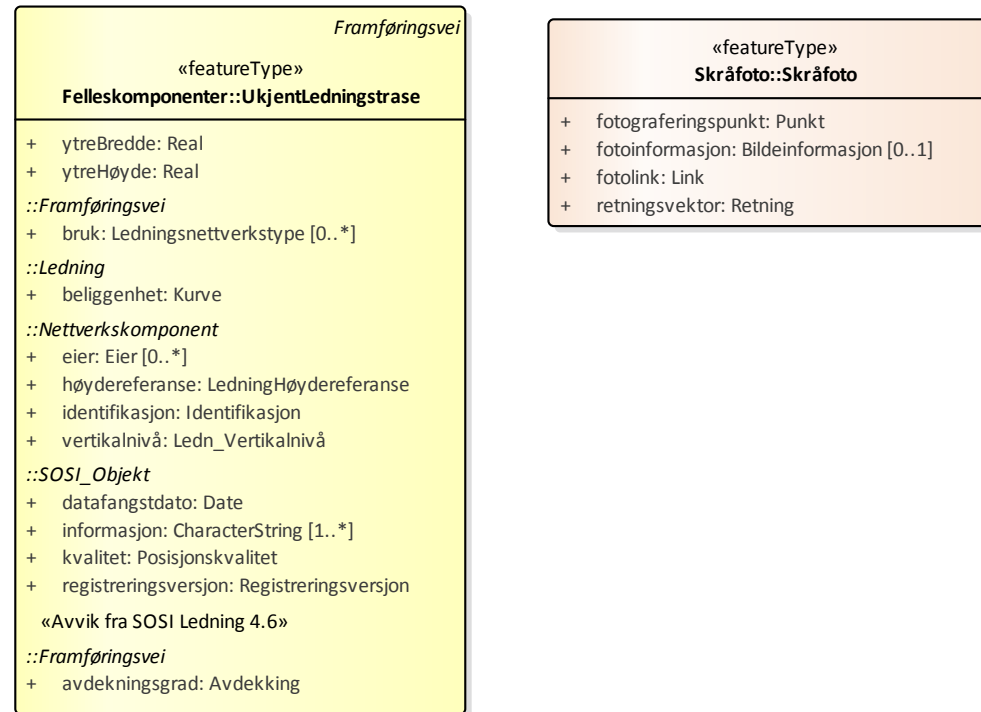 Framføringsvei
«featureType»
Felleskomponenter::UkjentLedningstrase
+ ytreBredde: Real
+ ytreHøyde: Real
::Framføringsvei
+ bruk: Ledningsnettverkstype [0..*]
::Ledning
+ beliggenhet: Kurve
::Nettverkskomponent
+ eier: Eier [0..*]
+ høydereferanse: LedningHøydereferanse
+ identifikasjon: Identifikasjon
+ vertikalnivå: Ledn_Vertikalnivå
::SOSI_Objekt
+ datafangstdato: Date
+ informasjon: CharacterString [1..*]
+ kvalitet: Posisjonskvalitet
+ registreringsversjon: Registreringsversjon
«Avvik fra SOSI Ledning 4.6»
::Framføringsvei
+ avdekningsgrad: Avdekking
«featureType»
Skråfoto::Skråfoto
+ fotograferingspunkt: Punkt
+ fotoinformasjon: Bildeinformasjon [0..1]
+ fotolink: Link
+ retningsvektor: Retning